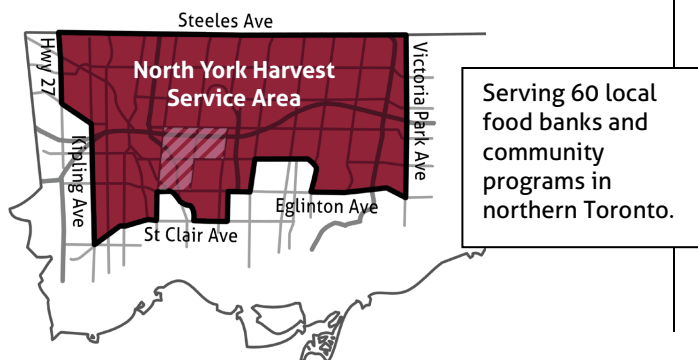 Steeles Ave
Hwy 27
North York Harvest
Service Area
Victoria Park Ave
Kipling Ave
Eglinton Ave
St Clair Ave
Serving 60 local
food banks and
community
programs in
northern Toronto.